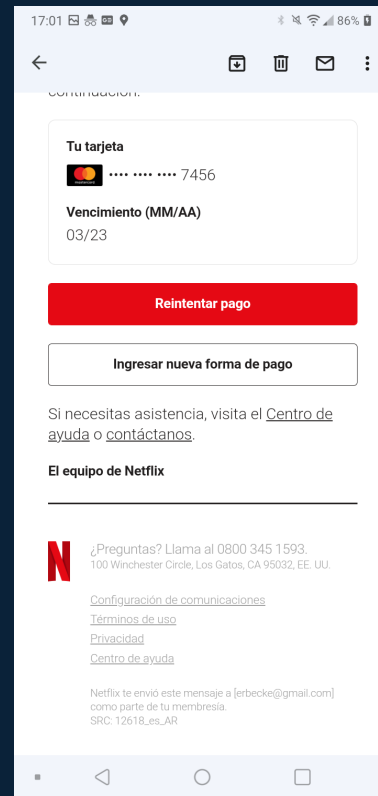 17:01
86%
continuación.
Tu tarjeta
mastercard •••• •••• •••• 7456
Vencimiento (MM/AA)
03/23
Reintentar pago
Ingresar nueva forma de pago
Si necesitas asistencia, visita el Centro de
ayuda o contáctanos.
El equipo de Netflix
N
¿Preguntas? Llama al 0800 345 1593.
100 Winchester Circle, Los Gatos, CA 95032, EE. UU.
Configuración de comunicaciones
Términos de uso
Privacidad
Centro de ayuda
Netflix te envió este mensaje a [erbecke@gmail.com]
como parte de tu membresía.
SRC: 12618_es_AR